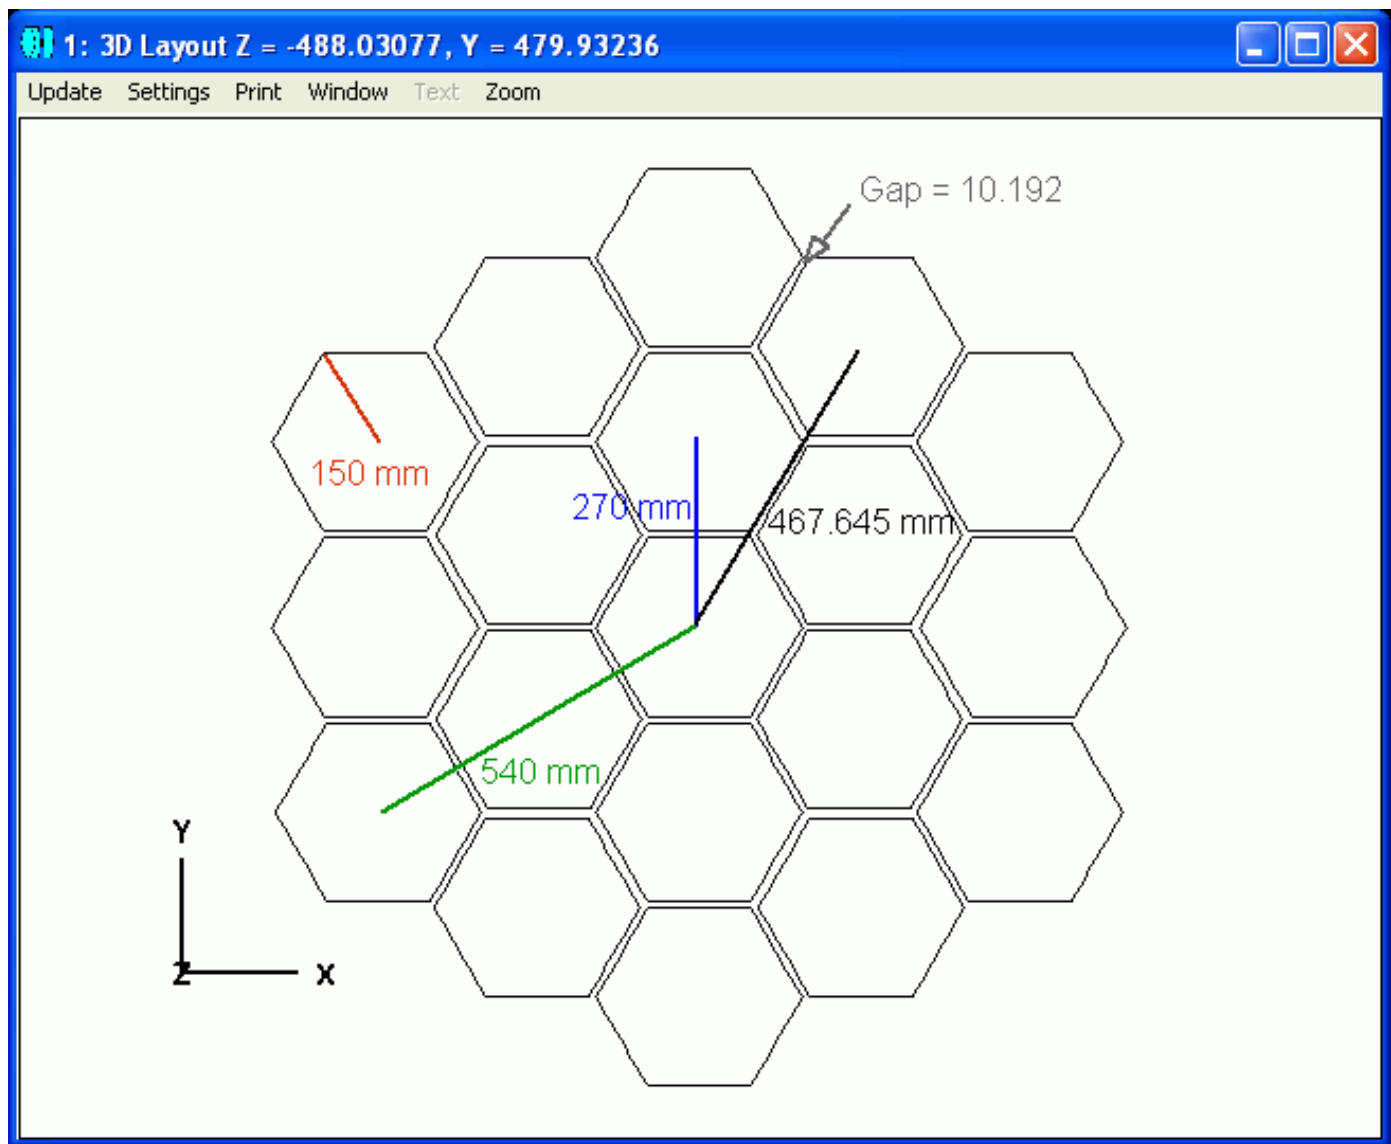 1: 3D Layout Z = -488.03077, Y = 479.93236
Update Settings Print Window Text Zoom
Gap = 10.192
150 mm
270 mm
467.645 mm
540 mm
Y
Z
X